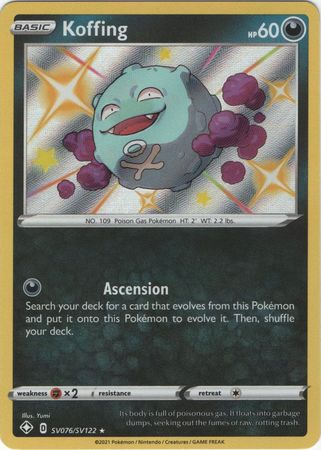 BASIC Koffing HP 60
NO. 109 Poison Gas Pokémon HT: 2' WT: 2.2 lbs.
Ascension
Search your deck for a card that evolves from this Pokémon
and put it onto this Pokémon to evolve it. Then, shuffle
your deck.
weakness ×2 resistance retreat
Illus. Yumi
SV076/SV122 ★
Its body is full of poisonous gas. It floats into garbage
dumps, seeking out the fumes of raw, rotting trash.
©2021 Pokémon / Nintendo / Creatures / GAME FREAK